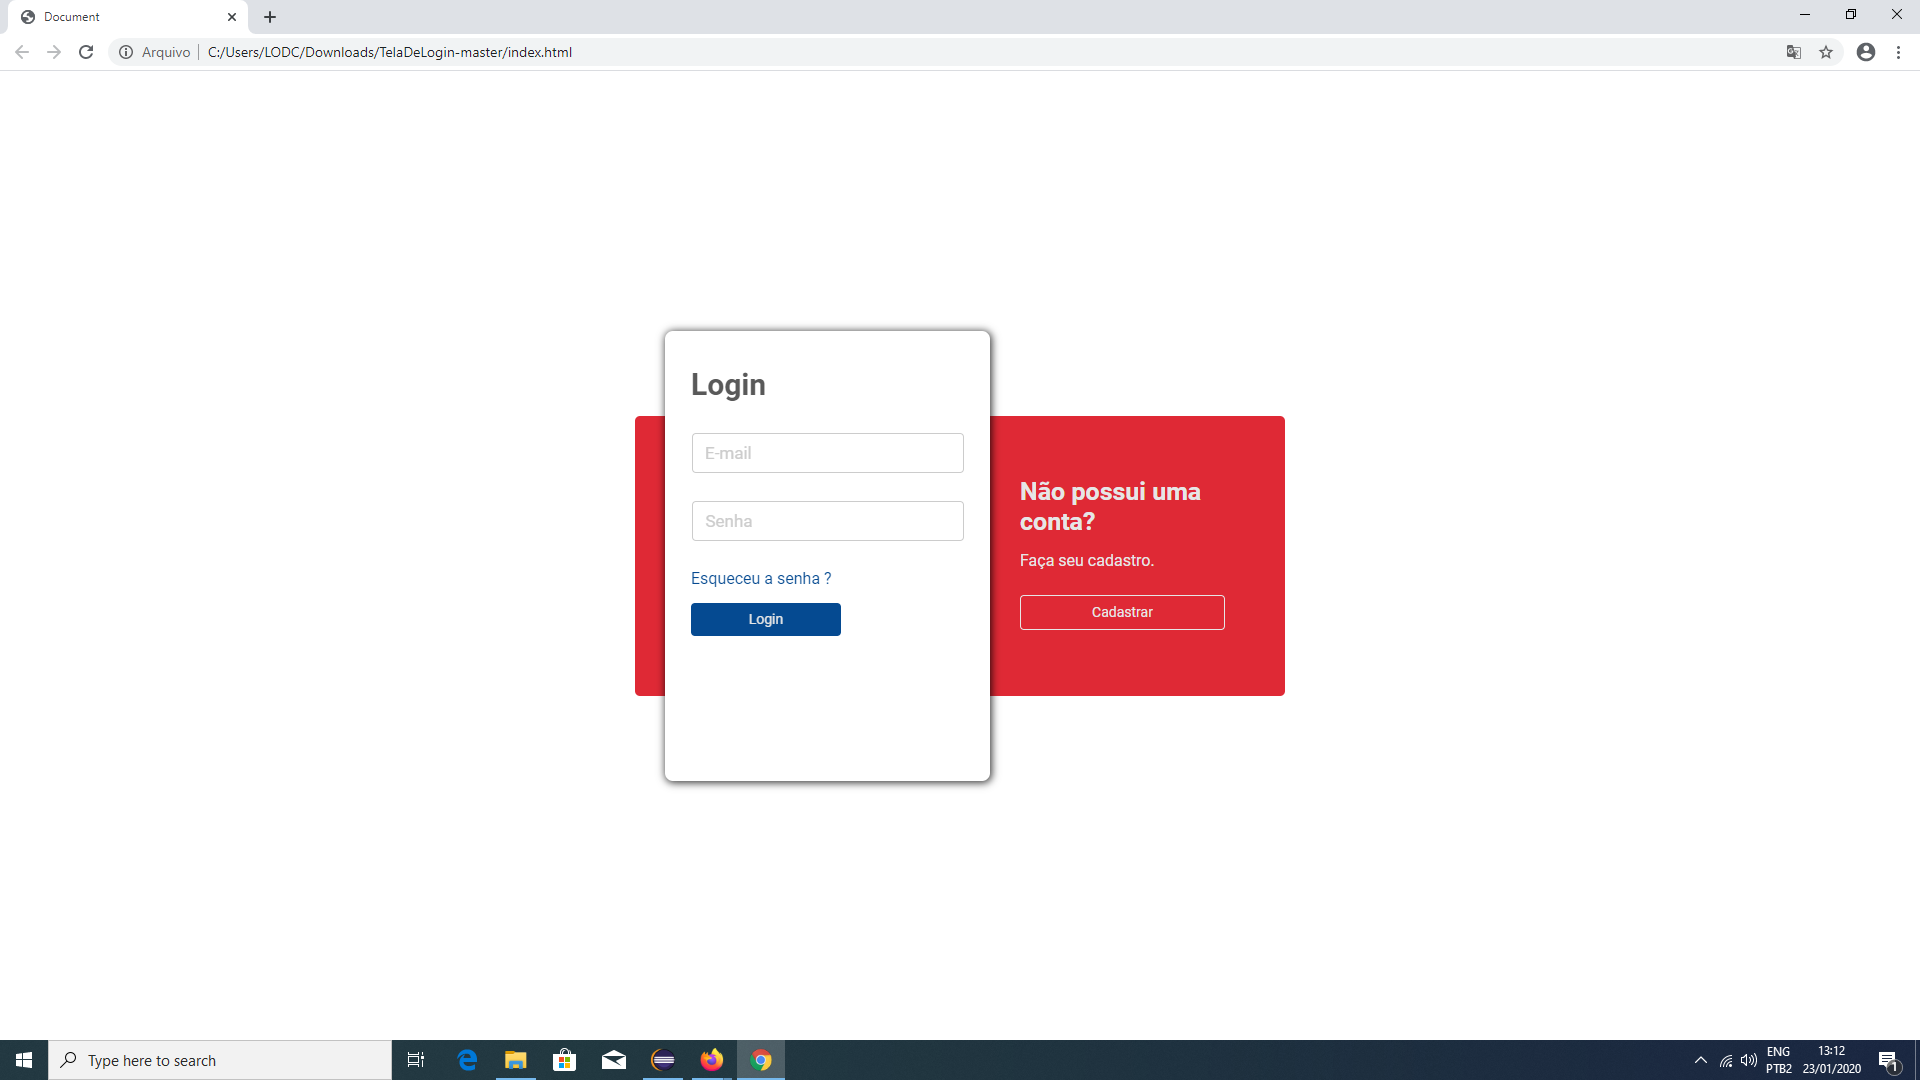 Document
Arquivo
C:/Users/LODC/Downloads/TelaDeLogin-master/index.html
Login
E-mail
Senha
Esqueceu a senha ?
Login
Não possui uma
conta?
Faça seu cadastro.
Cadastrar
Type here to search
ENG
PTB2
13:12
23/01/2020
1